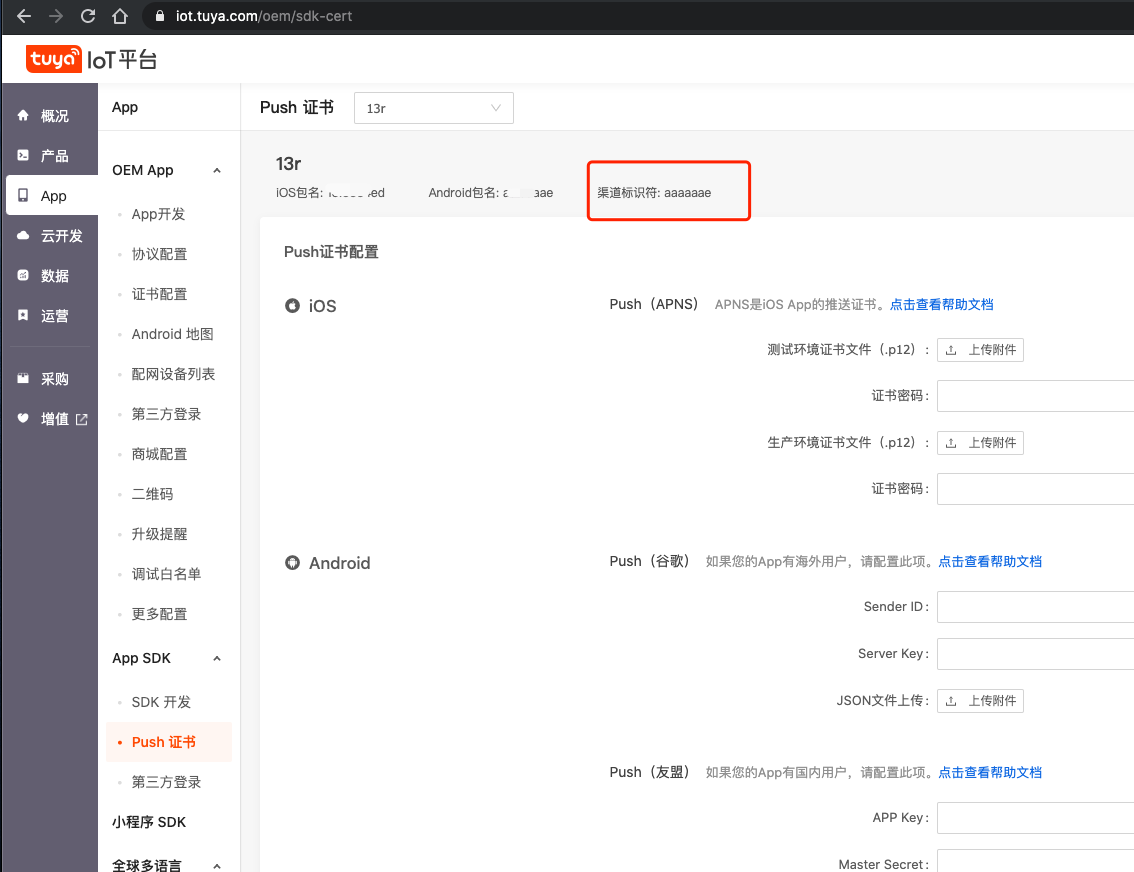 iot.tuya.com/oem/sdk-cert
tuya IoT平台
概况
产品
App
云开发
数据
运营
采购
增值
App
OEM App
App开发
协议配置
证书配置
Android 地图
配网设备列表
第三方登录
商城配置
二维码
升级提醒
调试白名单
更多配置
App SDK
SDK 开发
Push 证书
第三方登录
小程序 SDK
全球多语言
Push 证书 13r
13r
iOS包名: ed Android包名: a aae 渠道标识符: aaaaaae
Push证书配置
iOS
Push（APNS） APNS是iOS App的推送证书。点击查看帮助文档
测试环境证书文件（.p12）: 上传附件
证书密码:
生产环境证书文件（.p12）: 上传附件
证书密码:
Android
Push（谷歌） 如果您的App有海外用户，请配置此项。点击查看帮助文档
Sender ID:
Server Key:
JSON文件上传: 上传附件
Push（友盟） 如果您的App有国内用户，请配置此项。点击查看帮助文档
APP Key:
Master Secret: